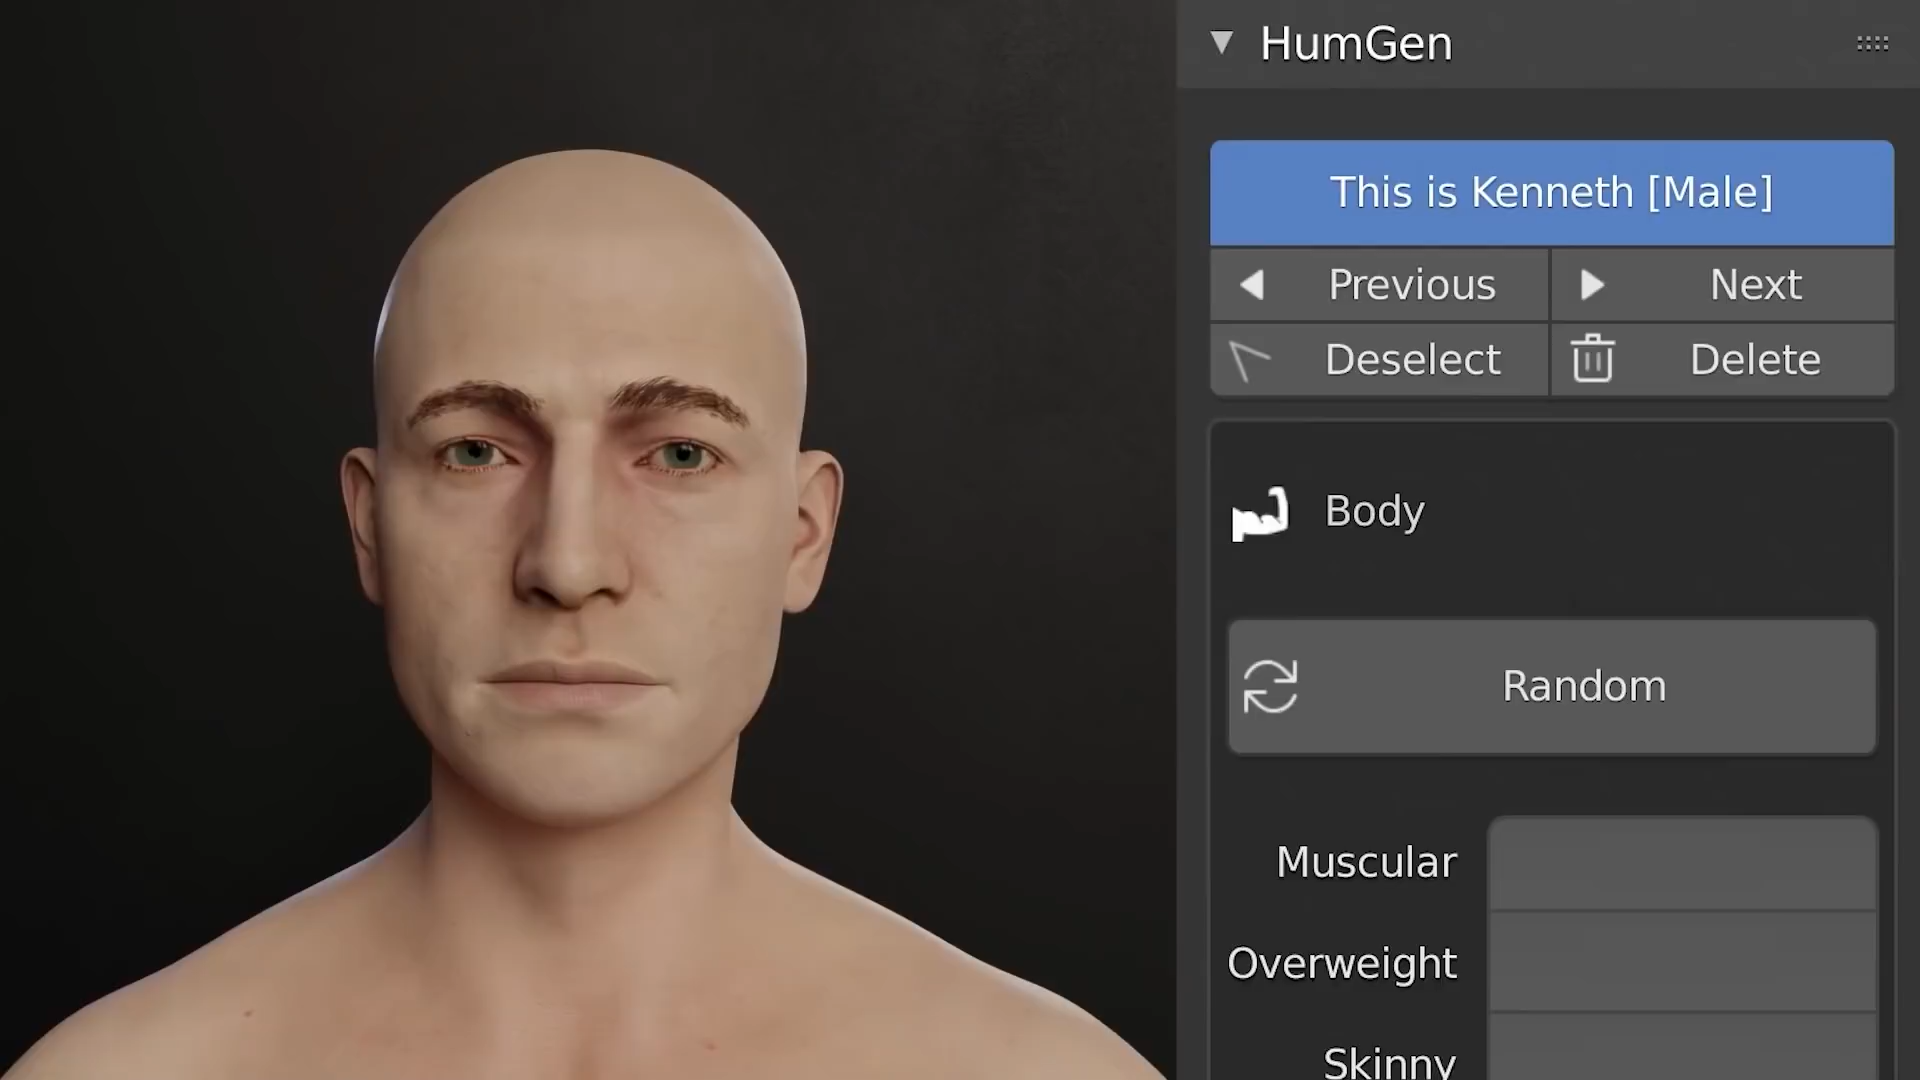 HumGen
This is Kenneth [Male]
Previous
Next
Deselect
Delete
Body
Random
Muscular
Overweight
Skinny